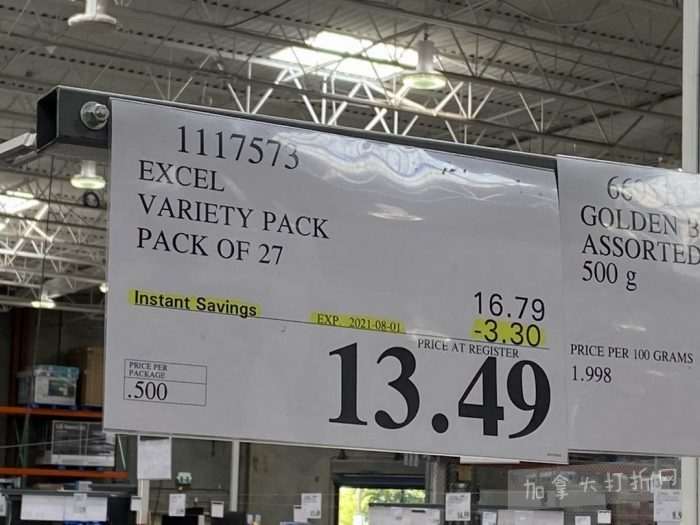 1117573
EXCEL
VARIETY PACK
PACK OF 27
16.79
Instant Savings EXP. 2021-08-01 -3.30
PRICE AT REGISTER
13.49
PRICE PER
PACKAGE
.500
GOLDEN B
ASSORTED
500 g
PRICE PER 100 GRAMS
1.998
加拿大打折网